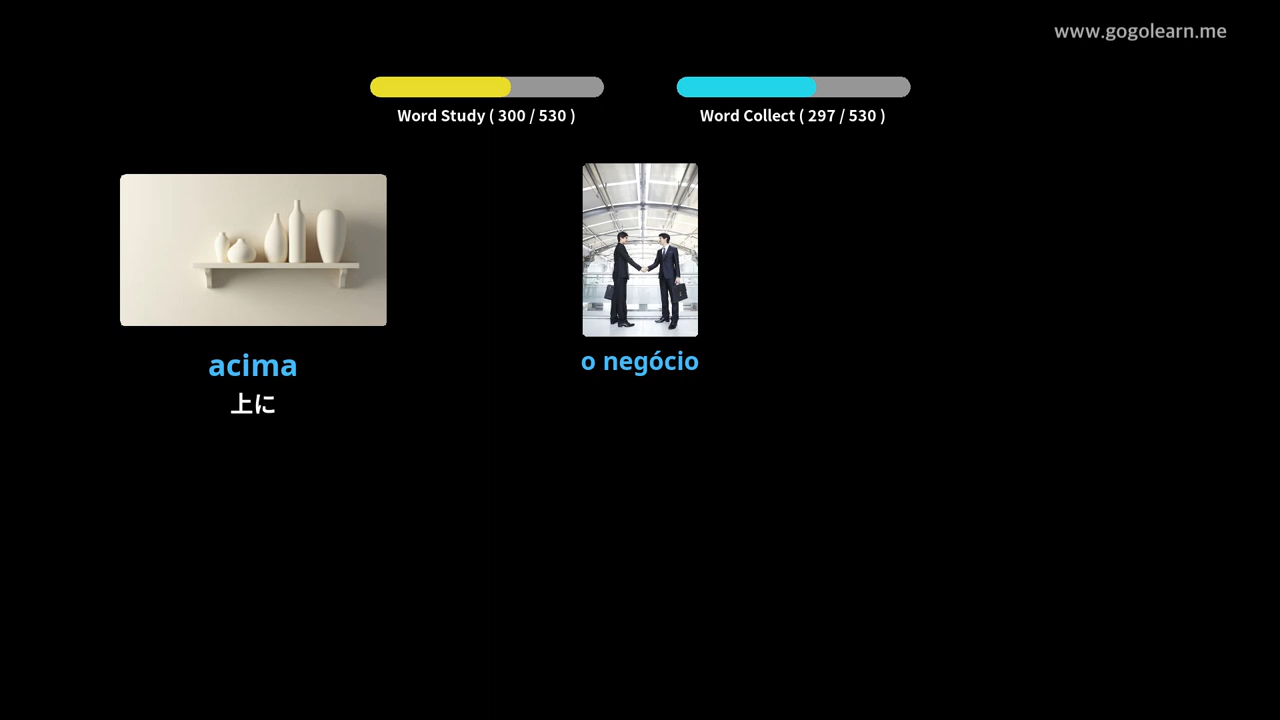 www.gogolearn.me
Word Study ( 300 / 530 )
Word Collect ( 297 / 530 )
acima
上に
o negócio